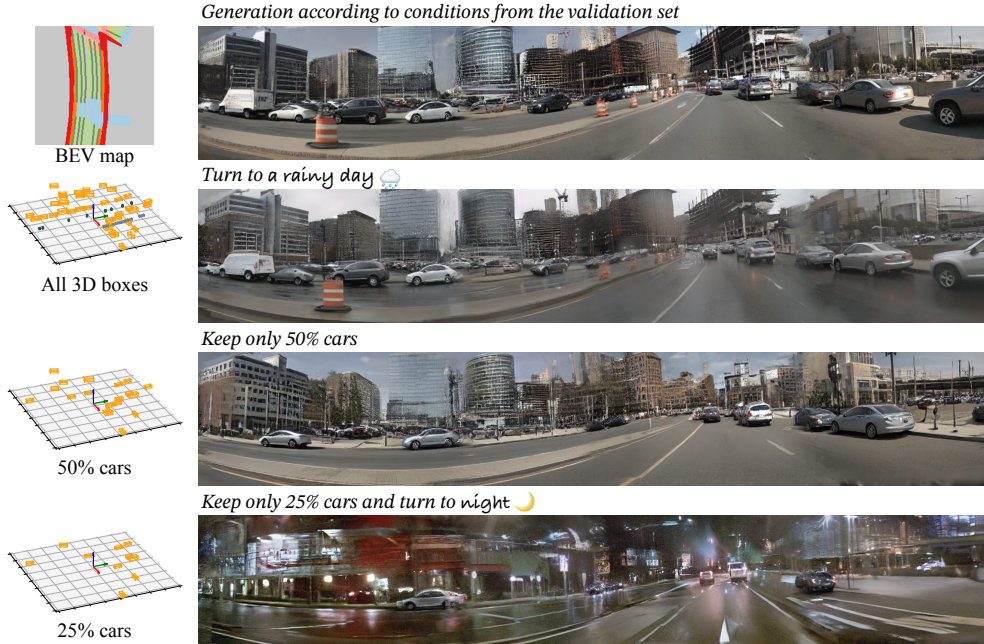 Generation according to conditions from the validation set
BEV map
Turn to a rainy day
All 3D boxes
Keep only 50% cars
50% cars
Keep only 25% cars and turn to night
25% cars